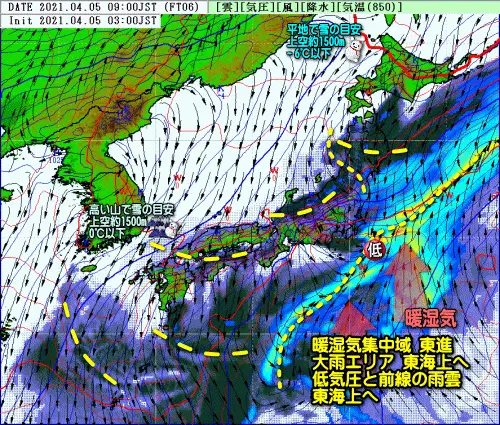 DATE 2021.04.05 09:00JST (FT06)
[雲][気圧][風][降水][気温(850)]
Init 2021.04.05 03:00JST
平地で雪の目安
上空約1500m
-6℃以下
高い山で雪の目安
上空約1500m
0℃以下
低
暖湿気
暖湿気集中域 東進
大雨エリア 東海上へ
低気圧と前線の雨雲
東海上へ